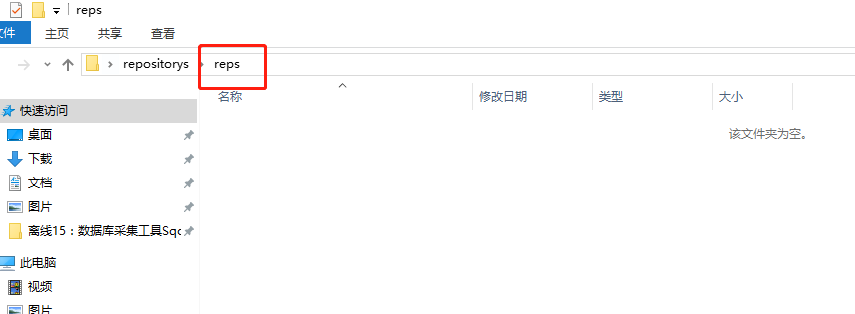 reps
文件 主页 共享 查看
repositorys reps
名称 修改日期 类型 大小
该文件夹为空。
快速访问
桌面
下载
文档
图片
离线15：数据库采集工具Sqo
此电脑
视频
图片